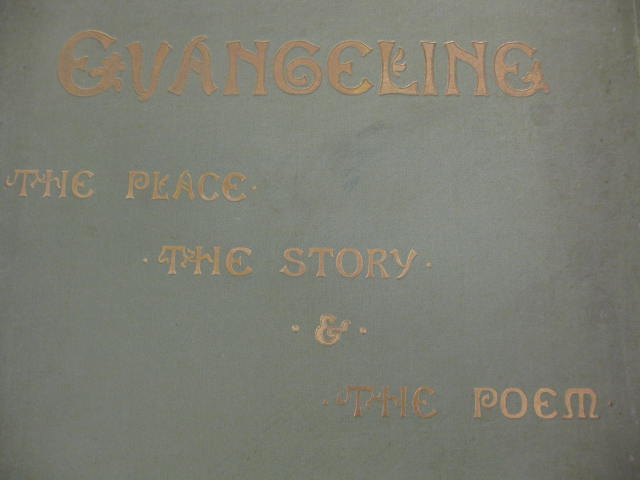 EVANGELINE
THE PLACE·
·THE STORY·
·&·
·THE POEM·